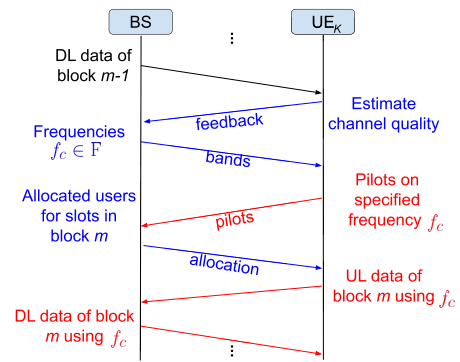 BS
UE_K
DL data of
block m-1
feedback
Estimate
channel quality
Frequencies
f_c ∈ F
bands
Pilots on
specified
frequency f_c
Allocated users
for slots in
block m
pilots
allocation
UL data of
block m using f_c
DL data of block
m using f_c